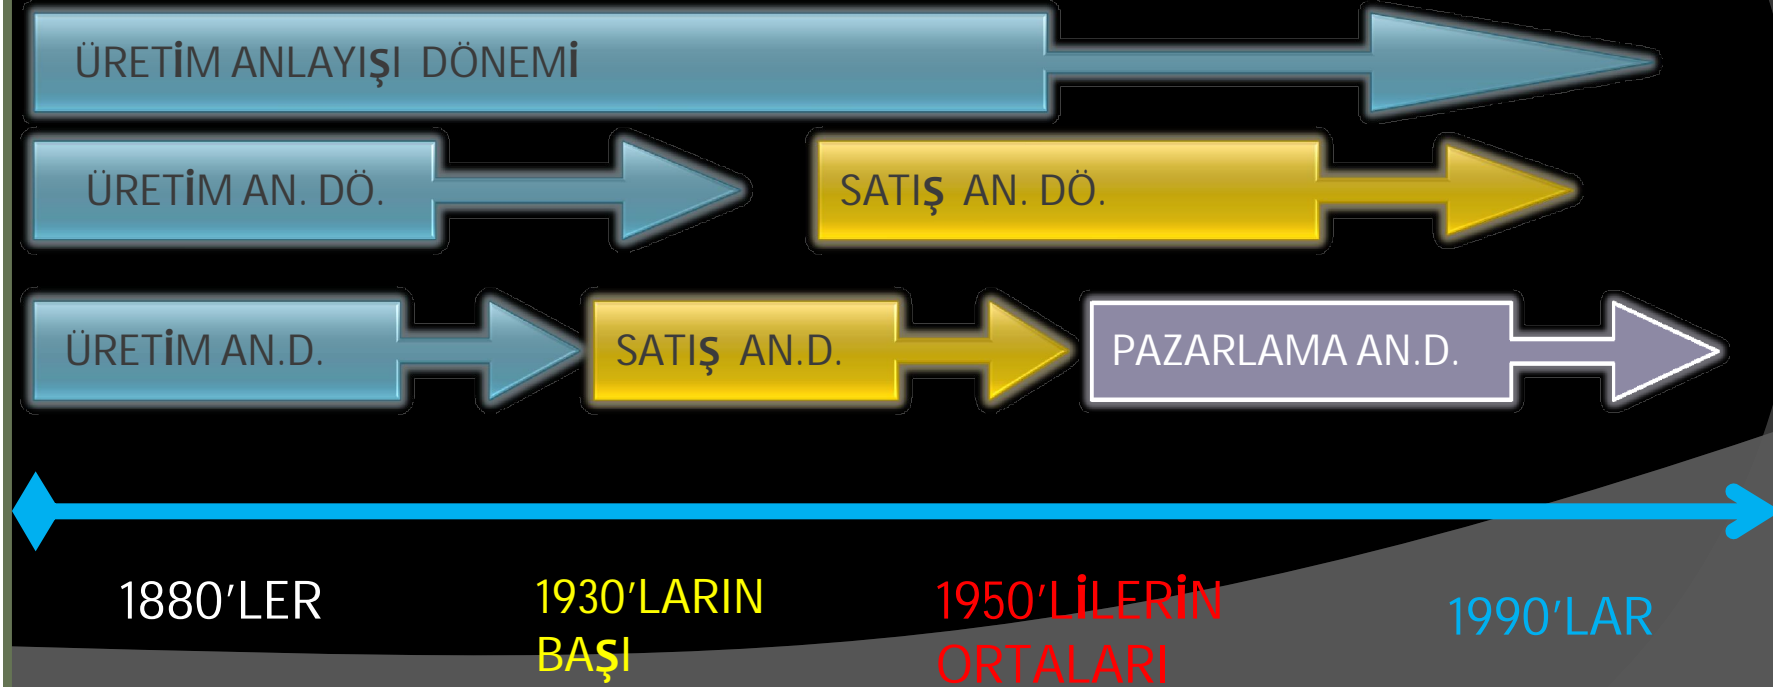 ÜRETİM ANLAYIŞI DÖNEMİ
ÜRETİM AN. DÖ.
SATIŞ AN. DÖ.
ÜRETİM AN.D.
SATIŞ AN.D.
PAZARLAMA AN.D.
1880'LER
1930'LARIN
BAŞI
1950'LİLERİN
ORTALARI
1990'LAR